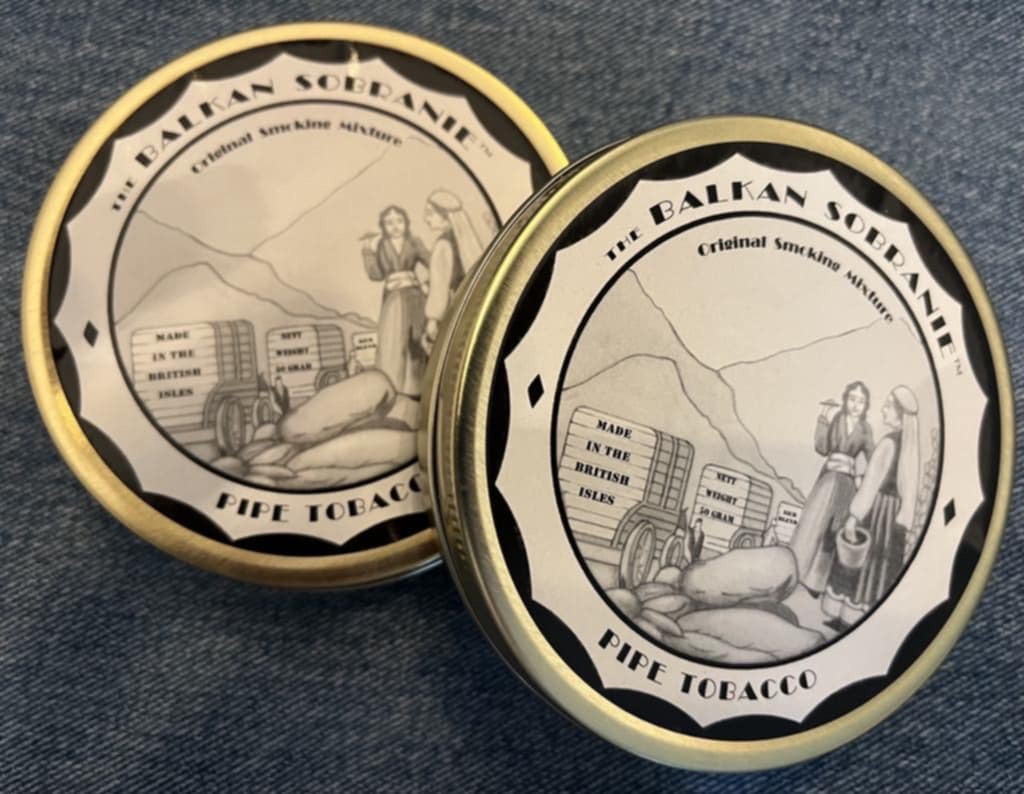 THE BALKAN SOBRANIE™
Original Smoking Mixture
MADE
IN THE
BRITISH
ISLES
NETT
WEIGHT
50 GRAM
PIPE TOBACC
THE BALKAN SOBRANIE™
Original Smoking Mixture
MADE
IN THE
BRITISH
ISLES
NETT
WEIGHT
50 GRAM
PIPE TOBACCO